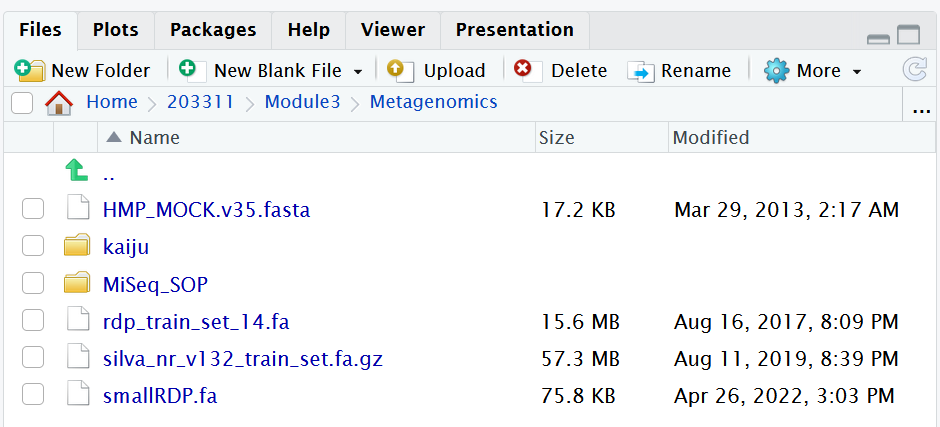 Files Plots Packages Help Viewer Presentation
New Folder New Blank File Upload Delete Rename More
Home 203311 Module3 Metagenomics ...
Name Size Modified
..
HMP_MOCK.v35.fasta 17.2 KB Mar 29, 2013, 2:17 AM
kaiju
MiSeq_SOP
rdp_train_set_14.fa 15.6 MB Aug 16, 2017, 8:09 PM
silva_nr_v132_train_set.fa.gz 57.3 MB Aug 11, 2019, 8:39 PM
smallRDP.fa 75.8 KB Apr 26, 2022, 3:03 PM